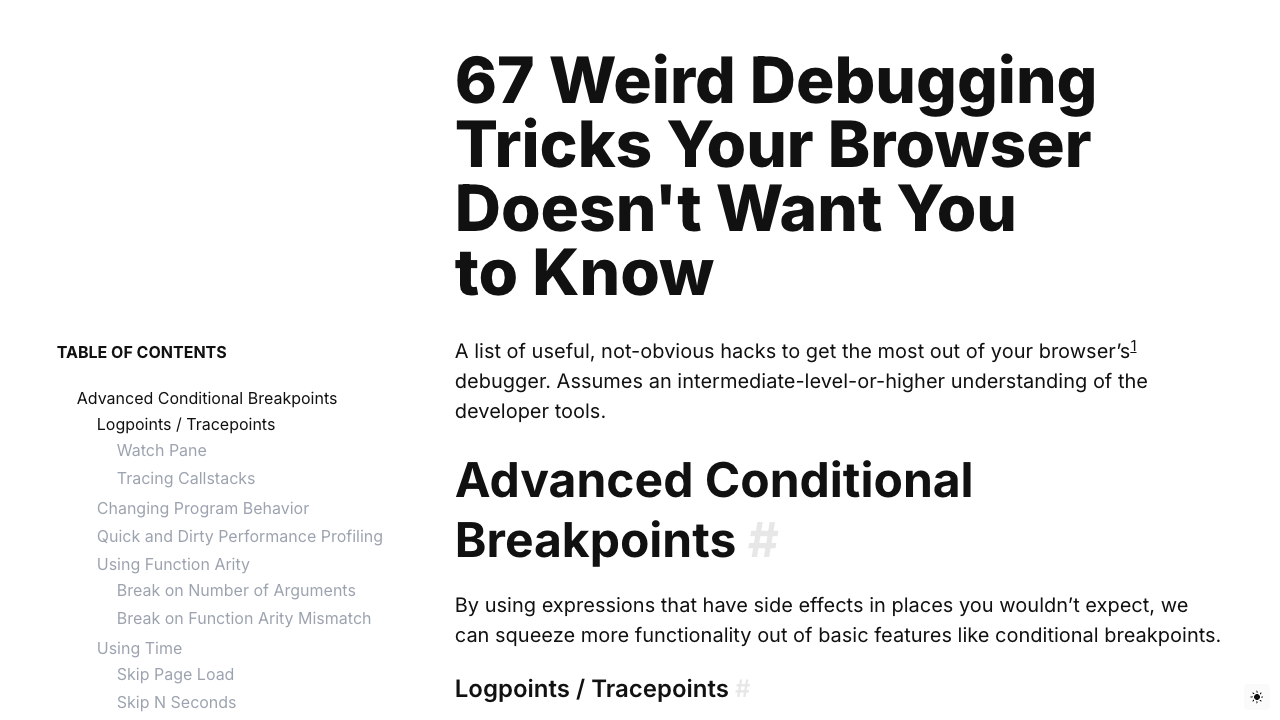 67 Weird Debugging
Tricks Your Browser
Doesn't Want You
to Know
TABLE OF CONTENTS
Advanced Conditional Breakpoints
Logpoints / Tracepoints
Watch Pane
Tracing Callstacks
Changing Program Behavior
Quick and Dirty Performance Profiling
Using Function Arity
Break on Number of Arguments
Break on Function Arity Mismatch
Using Time
Skip Page Load
Skip N Seconds
A list of useful, not-obvious hacks to get the most out of your browser’s1
debugger. Assumes an intermediate-level-or-higher understanding of the
developer tools.
Advanced Conditional
Breakpoints #
By using expressions that have side effects in places you wouldn’t expect, we
can squeeze more functionality out of basic features like conditional breakpoints.
Logpoints / Tracepoints #